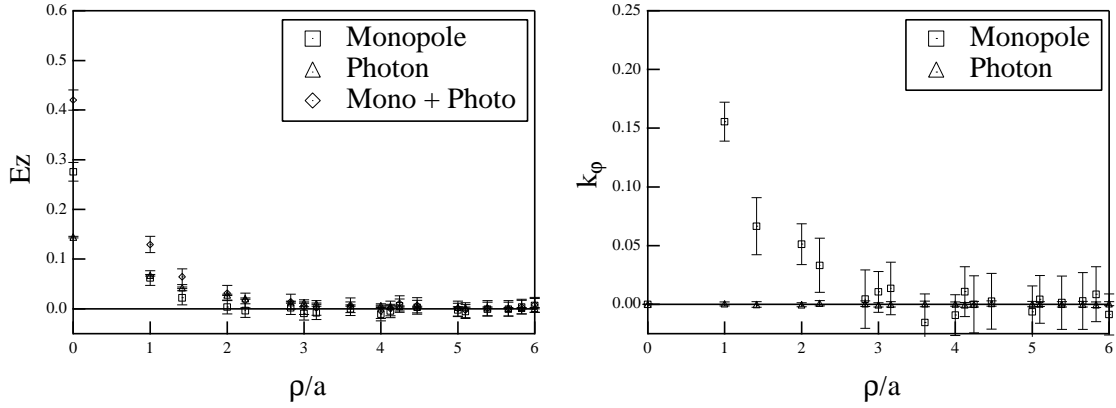 0.6
0.5
0.4
0.3
0.2
0.1
0.0
Ez
0 1 2 3 4 5 6
ρ/a
Monopole
Photon
Mono + Photo
0.25
0.20
0.15
0.10
0.05
0.00
kφ
0 1 2 3 4 5 6
ρ/a
Monopole
Photon